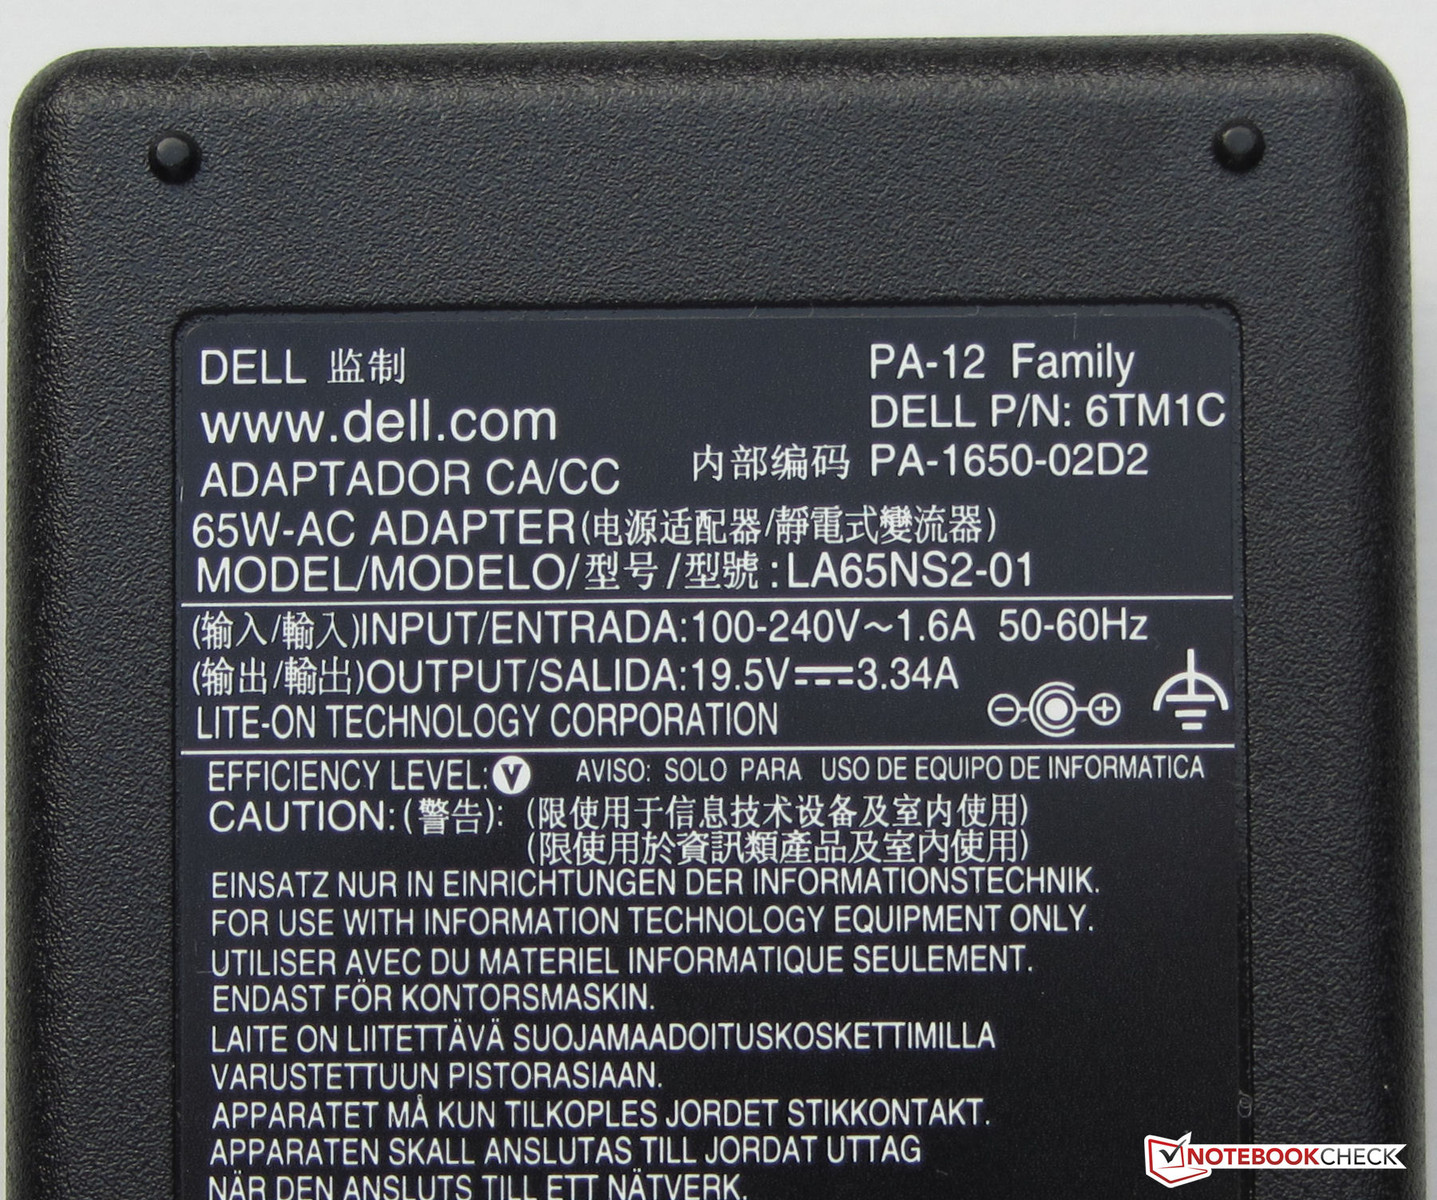 DELL 监制
PA-12 Family
www.dell.com
DELL P/N: 6TM1C
ADAPTADOR CA/CC
内部编码 PA-1650-02D2
65W-AC ADAPTER(电源适配器/靜電式變流器)
MODEL/MODELO/型号/型號:LA65NS2-01
(输入/輸入)INPUT/ENTRADA:100-240V~1.6A 50-60Hz
(输出/輸出)OUTPUT/SALIDA:19.5V⎓3.34A
LITE-ON TECHNOLOGY CORPORATION
EFFICIENCY LEVEL:V AVISO: SOLO PARA USO DE EQUIPO DE INFORMATICA
CAUTION:(警告): (限使用于信息技术设备及室内使用)
(限使用於資訊類產品及室內使用)
EINSATZ NUR IN EINRICHTUNGEN DER INFORMATIONSTECHNIK.
FOR USE WITH INFORMATION TECHNOLOGY EQUIPMENT ONLY.
UTILISER AVEC DU MATERIEL INFORMATIQUE SEULEMENT.
ENDAST FÖR KONTORSMASKIN.
LAITE ON LIITETTÄVÄ SUOJAMAADOITUSKOSKETTIMILLA
VARUSTETTUUN PISTORASIAAN.
APPARATET MÅ KUN TILKOPLES JORDET STIKKONTAKT.
APPARATEN SKALL ANSLUTAS TILL JORDAT UTTAG
NÄR DEN ANSLUTS TILL ETT NÄTVERK.
NOTEBOOKCHECK